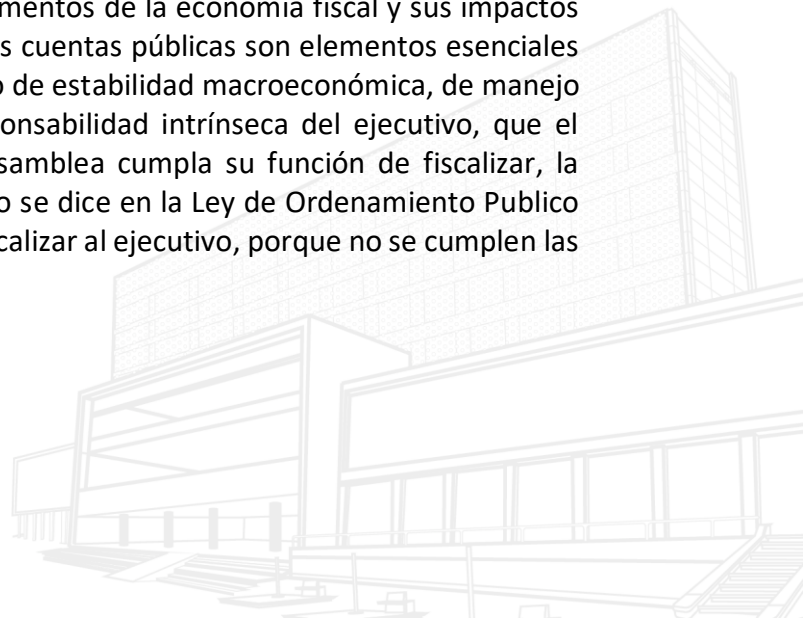 mentos de la economía fiscal y sus impactos
s cuentas públicas son elementos esenciales
o de estabilidad macroeconómica, de manejo
onsabilidad intrínseca del ejecutivo, que el
samblea cumpla su función de fiscalizar, la
o se dice en la Ley de Ordenamiento Publico
calizar al ejecutivo, porque no se cumplen las